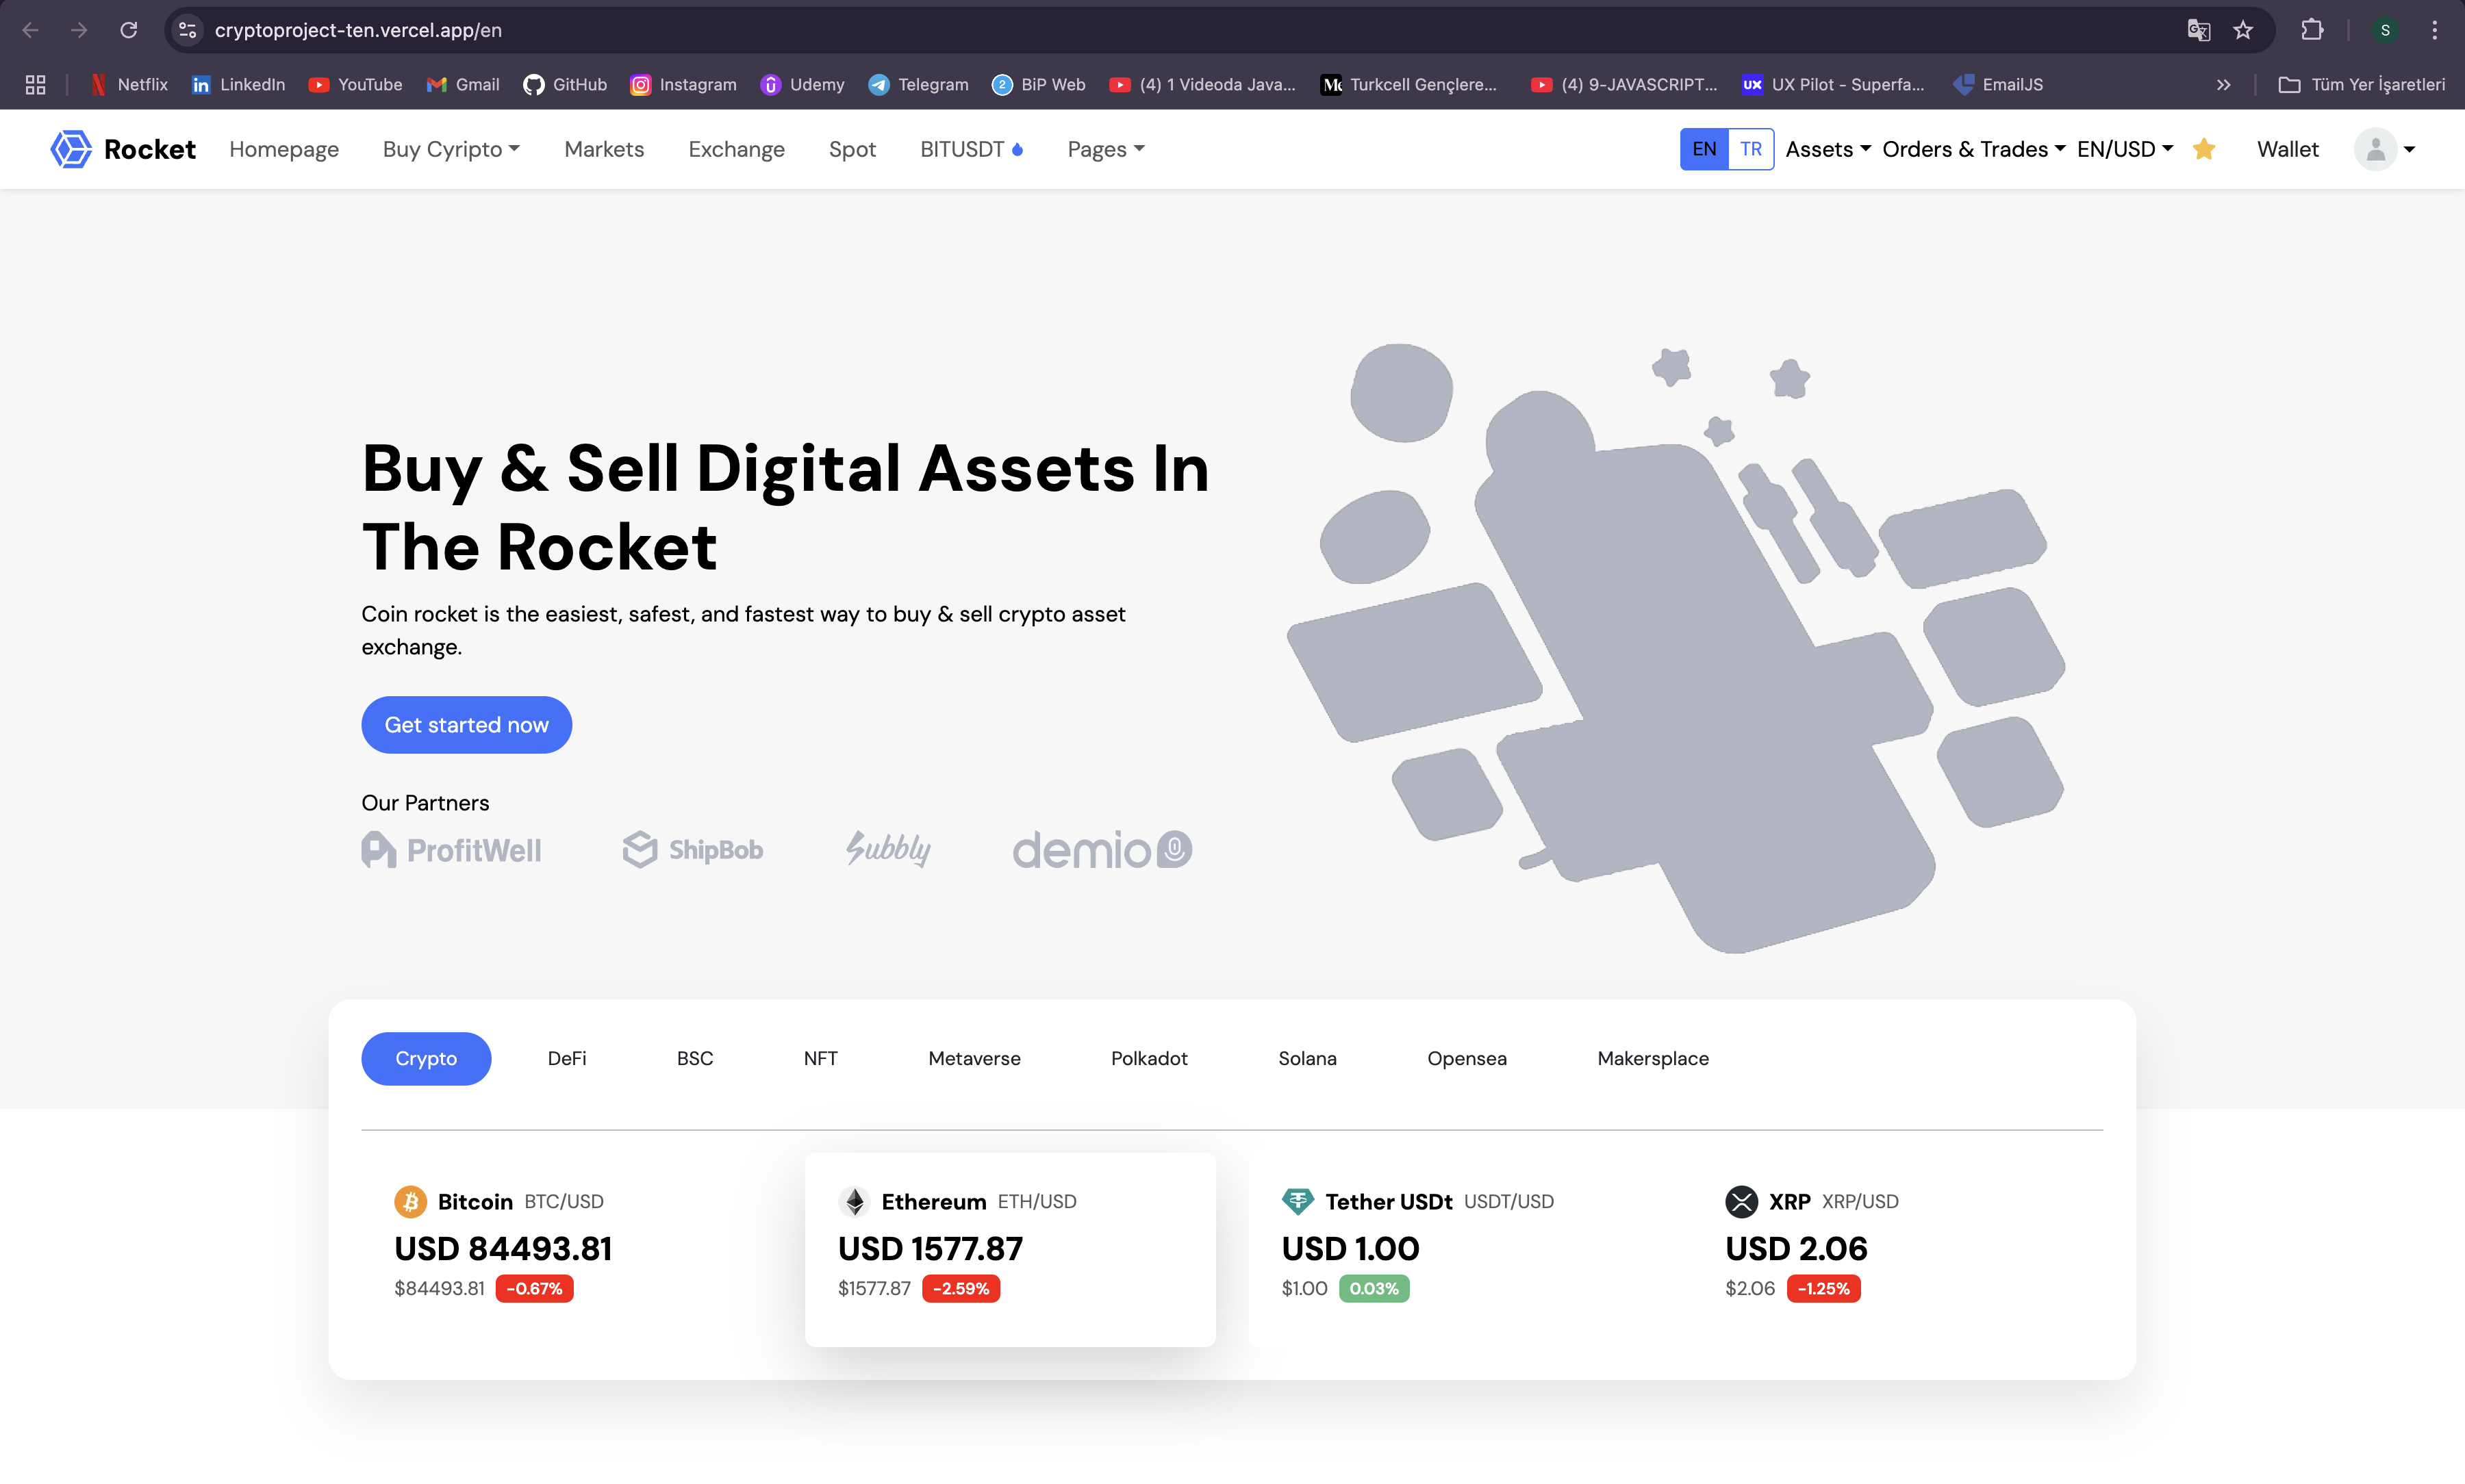 cryptoproject-ten.vercel.app/en
S
Netflix LinkedIn YouTube Gmail GitHub Instagram Udemy Telegram BiP Web (4) 1 Videoda Java... Turkcell Gençlere... (4) 9-JAVASCRIPT... UX Pilot - Superfa... EmailJS Tüm Yer İşaretleri
Rocket Homepage Buy Cyripto Markets Exchange Spot BITUSDT Pages EN TR Assets Orders & Trades EN/USD Wallet
Buy & Sell Digital Assets In
The Rocket
Coin rocket is the easiest, safest, and fastest way to buy & sell crypto asset
exchange.
Get started now
Our Partners
ProfitWell ShipBob Subbly demio
Crypto DeFi BSC NFT Metaverse Polkadot Solana Opensea Makersplace
Bitcoin BTC/USD
USD 84493.81
$84493.81 -0.67%
Ethereum ETH/USD
USD 1577.87
$1577.87 -2.59%
Tether USDt USDT/USD
USD 1.00
$1.00 0.03%
XRP XRP/USD
USD 2.06
$2.06 -1.25%